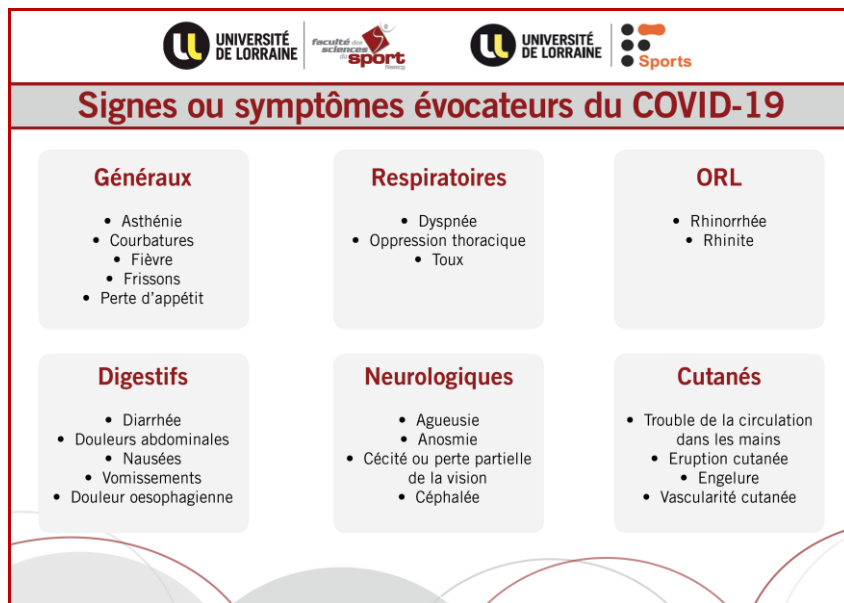 UNIVERSITÉ
DE LORRAINE
faculté des
sciences
du sport
Nancy
UNIVERSITÉ
DE LORRAINE
Sports
Signes ou symptômes évocateurs du COVID-19
Généraux
• Asthénie
• Courbatures
• Fièvre
• Frissons
• Perte d'appétit
Respiratoires
• Dyspnée
• Oppression thoracique
• Toux
ORL
• Rhinorrhée
• Rhinite
Digestifs
• Diarrhée
• Douleurs abdominales
• Nausées
• Vomissements
• Douleur oesophagienne
Neurologiques
• Agueusie
• Anosmie
• Cécité ou perte partielle
de la vision
• Céphalée
Cutanés
• Trouble de la circulation
dans les mains
• Eruption cutanée
• Engelure
• Vascularité cutanée